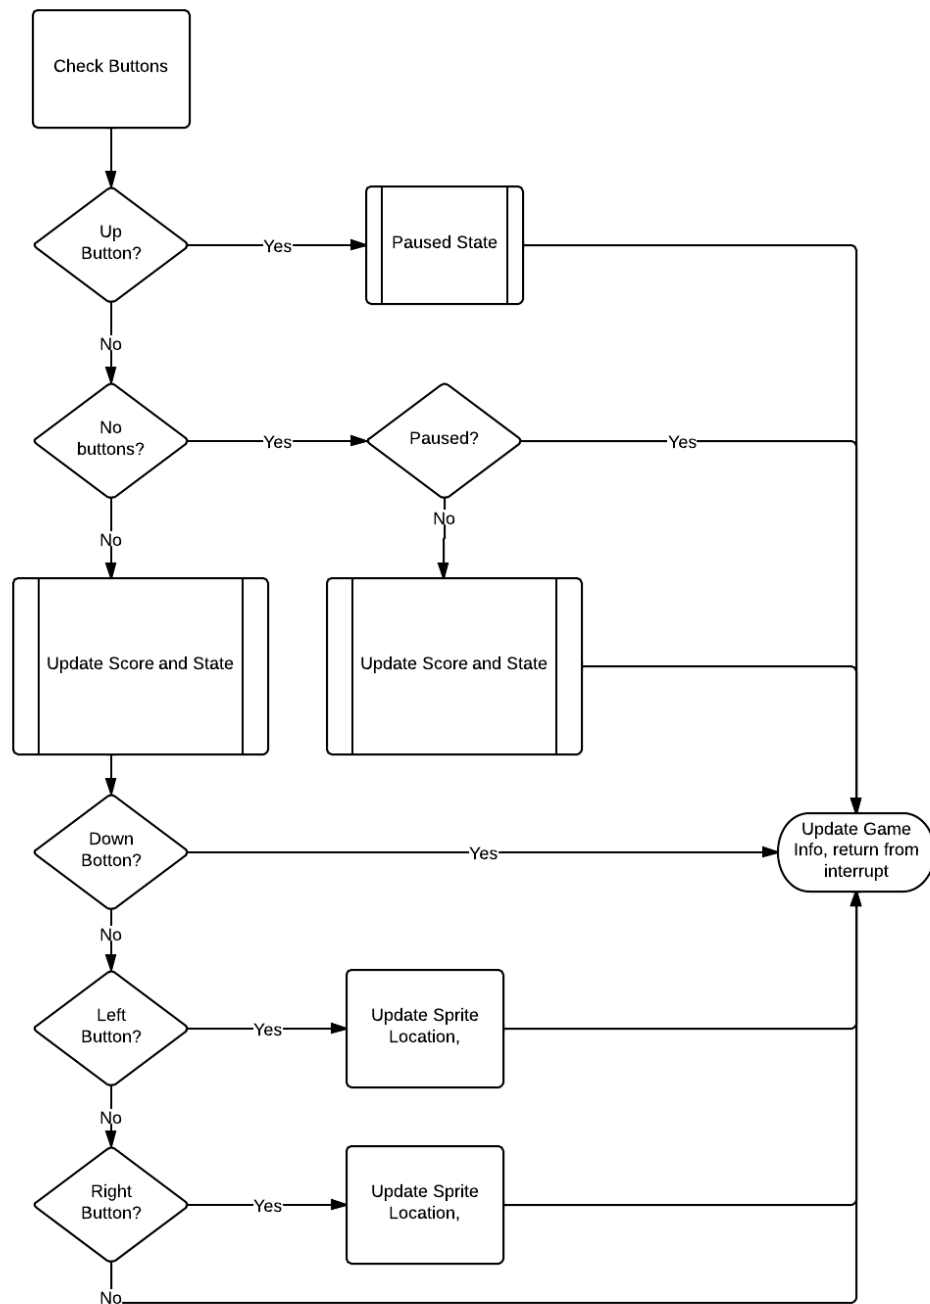 Check Buttons
Up
Button?
Yes
Paused State
No
No
buttons?
Yes
Paused?
Yes
No
No
Update Score and State
Update Score and State
Down
Botton?
Yes
Update Game
Info, return from
interrupt
No
Left
Button?
Yes
Update Sprite
Location,
No
Right
Button?
Yes
Update Sprite
Location,
No